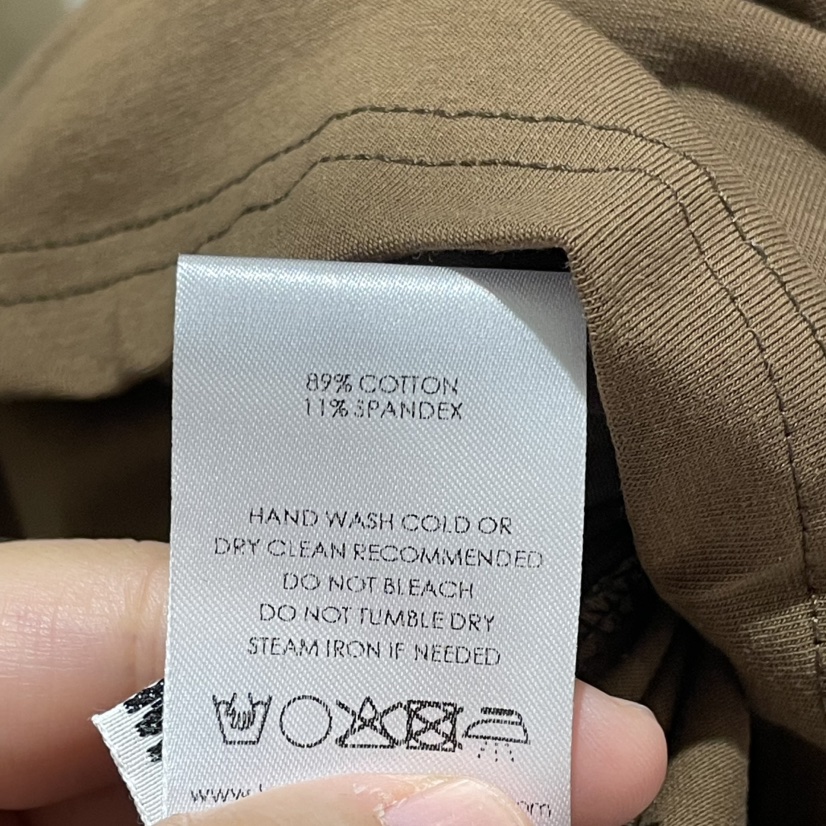 89% COTTON
11% SPANDEX
HAND WASH COLD OR
DRY CLEAN RECOMMENDED
DO NOT BLEACH
DO NOT TUMBLE DRY
STEAM IRON IF NEEDED